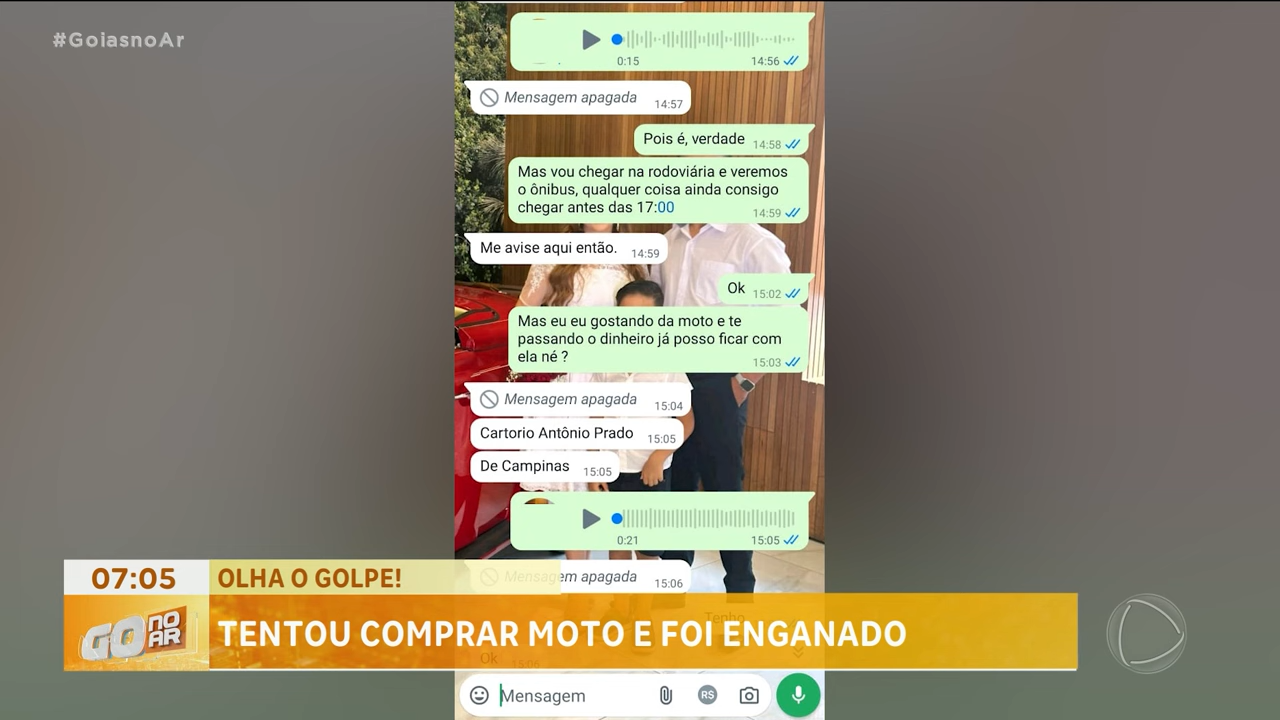 #GoiasnoAr
0:15
14:56
Mensagem apagada 14:57
Pois é, verdade 14:58
Mas vou chegar na rodoviária e veremos
o ônibus, qualquer coisa ainda consigo
chegar antes das 17:00
14:59
Me avise aqui então. 14:59
Ok 15:02
Mas eu eu gostando da moto e te
passando o dinheiro já posso ficar com
ela né ?
15:03
Mensagem apagada 15:04
Cartorio Antônio Prado 15:05
De Campinas 15:05
0:21
15:05
Mensagem apagada 15:06
07:05
OLHA O GOLPE!
Tenho
GO NO AR
TENTOU COMPRAR MOTO E FOI ENGANADO
Ok 15:06
Mensagem
RS